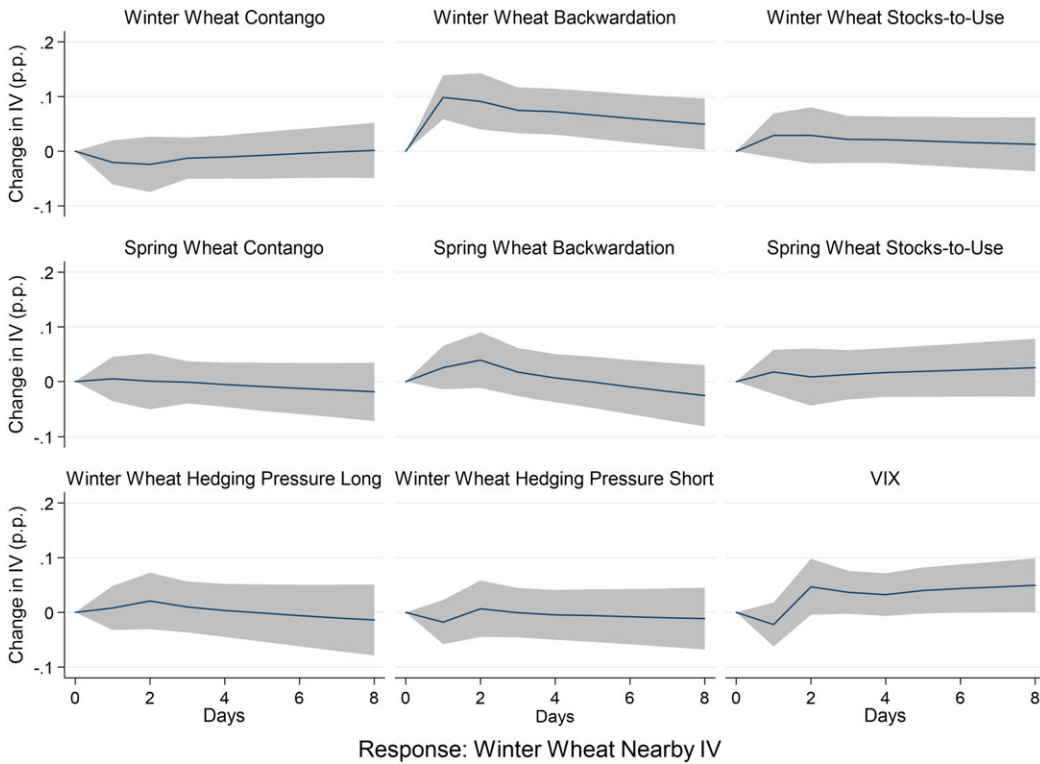 Winter Wheat Contango
Winter Wheat Backwardation
Winter Wheat Stocks-to-Use
.2
.1
0
-.1
Change in IV (p.p.)
Spring Wheat Contango
Spring Wheat Backwardation
Spring Wheat Stocks-to-Use
.2
.1
0
-.1
Change in IV (p.p.)
Winter Wheat Hedging Pressure Long
Winter Wheat Hedging Pressure Short
VIX
.2
.1
0
-.1
Change in IV (p.p.)
0 2 4 6 8
0 2 4 6 8
0 2 4 6 8
Days
Days
Days
Response: Winter Wheat Nearby IV